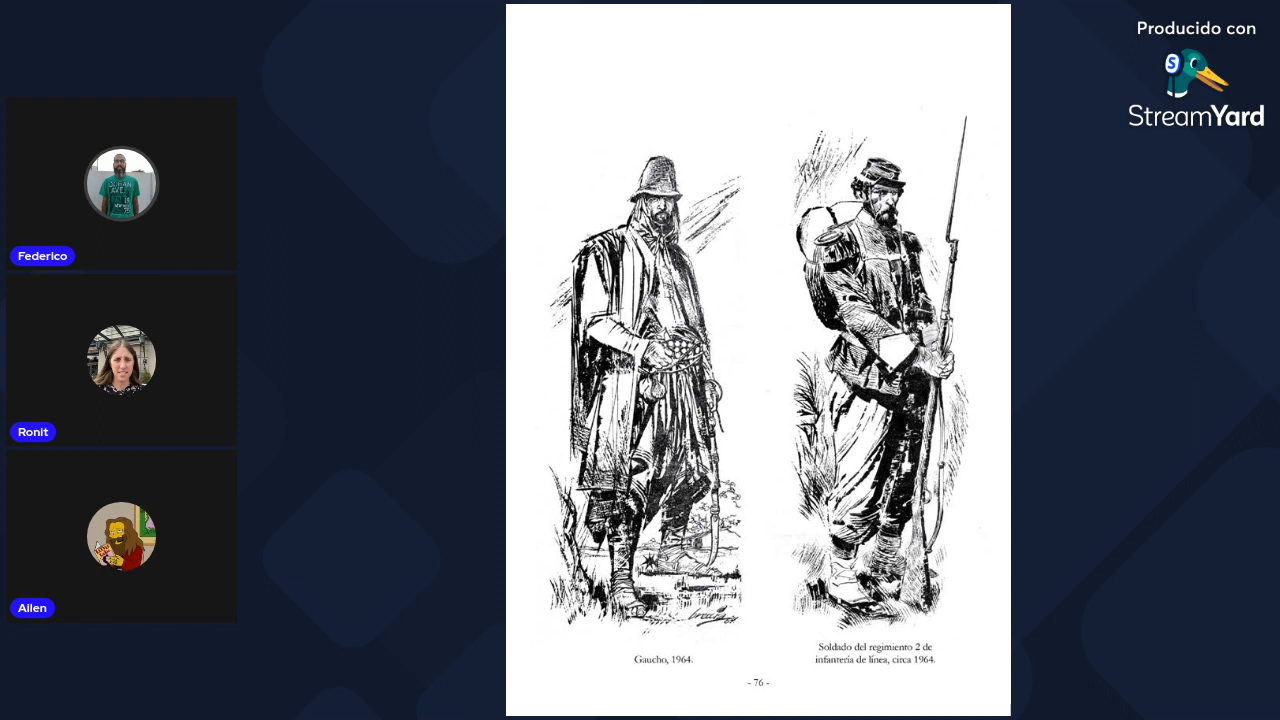 Producido con
StreamYard
Federico
Ronit
Ailen
Gaucho, 1964.
Soldado del regimiento 2 de
infantería de línea, circa 1964.
- 76 -